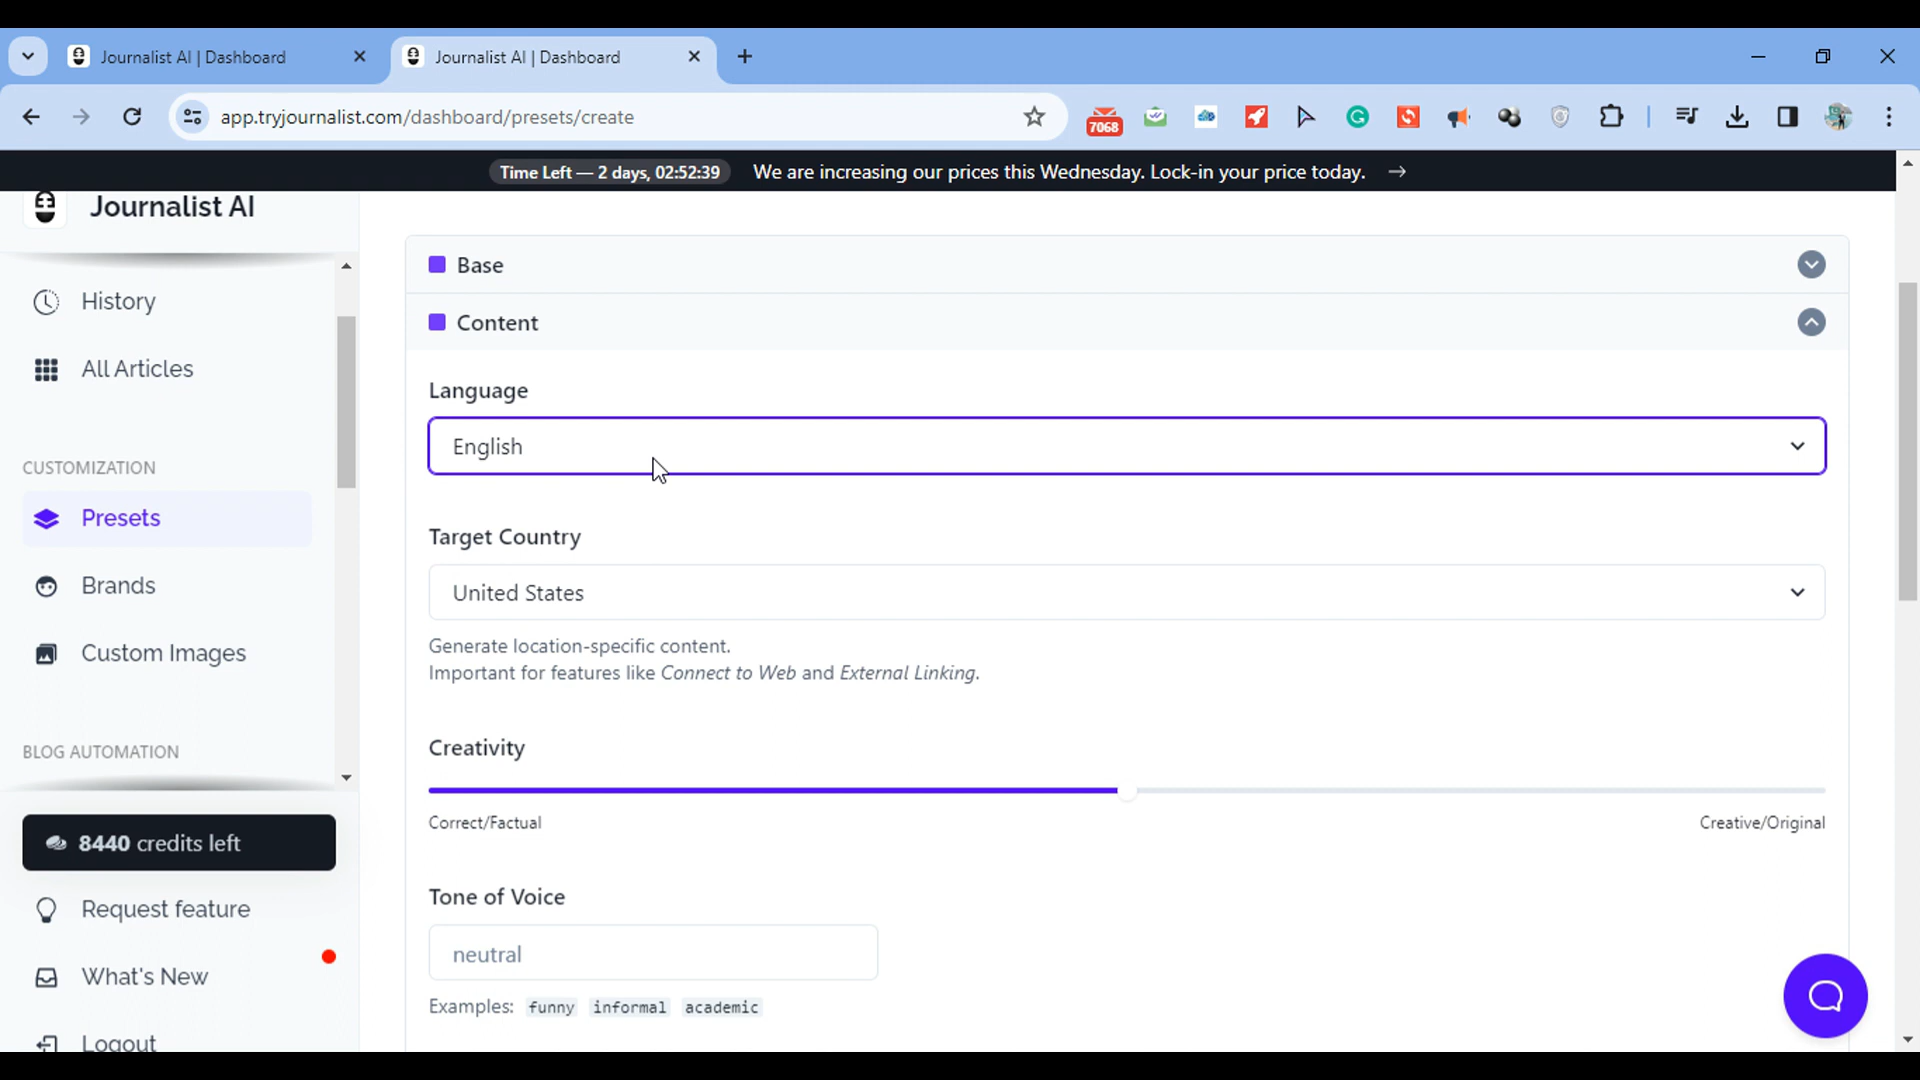 Journalist AI | Dashboard
Journalist AI | Dashboard
app.tryjournalist.com/dashboard/presets/create
7068
Time Left — 2 days, 02:52:39
We are increasing our prices this Wednesday. Lock-in your price today. →
Journalist AI
History
All Articles
CUSTOMIZATION
Presets
Brands
Custom Images
BLOG AUTOMATION
8440 credits left
Request feature
What's New
Logout
Base
Content
Language
English
Target Country
United States
Generate location-specific content.
Important for features like Connect to Web and External Linking.
Creativity
Correct/Factual
Creative/Original
Tone of Voice
neutral
Examples: funny informal academic